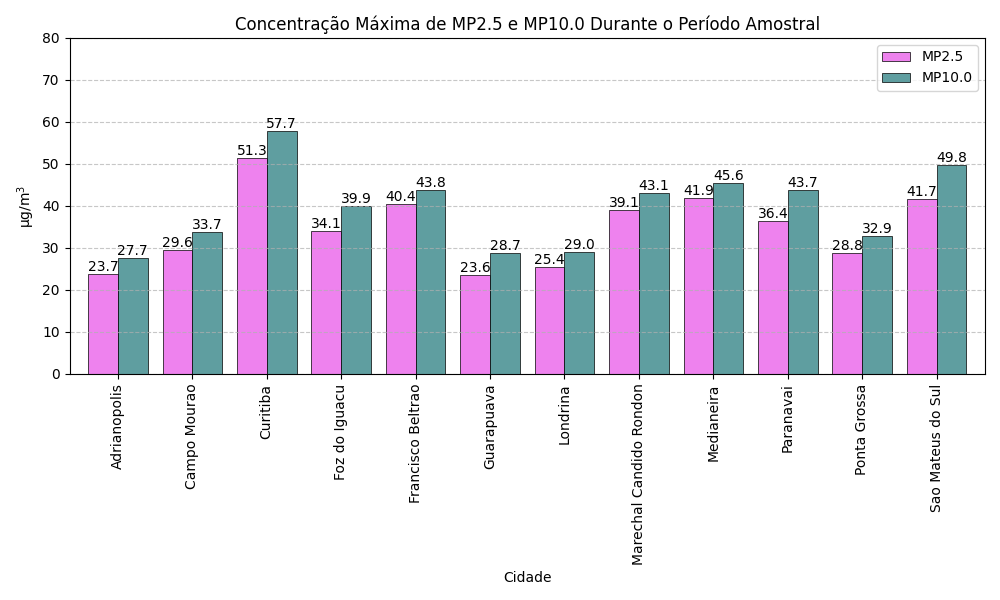 Concentração Máxima de MP2.5 e MP10.0 Durante o Período Amostral
µg/m³
80
70
60
50
40
30
20
10
0
MP2.5
MP10.0
23.7
27.7
29.6
33.7
51.3
57.7
34.1
39.9
40.4
43.8
23.6
28.7
25.4
29.0
39.1
43.1
41.9
45.6
36.4
43.7
28.8
32.9
41.7
49.8
Adrianopolis
Campo Mourao
Curitiba
Foz do Iguacu
Francisco Beltrao
Guarapuava
Londrina
Marechal Candido Rondon
Medianeira
Paranavai
Ponta Grossa
Sao Mateus do Sul
Cidade